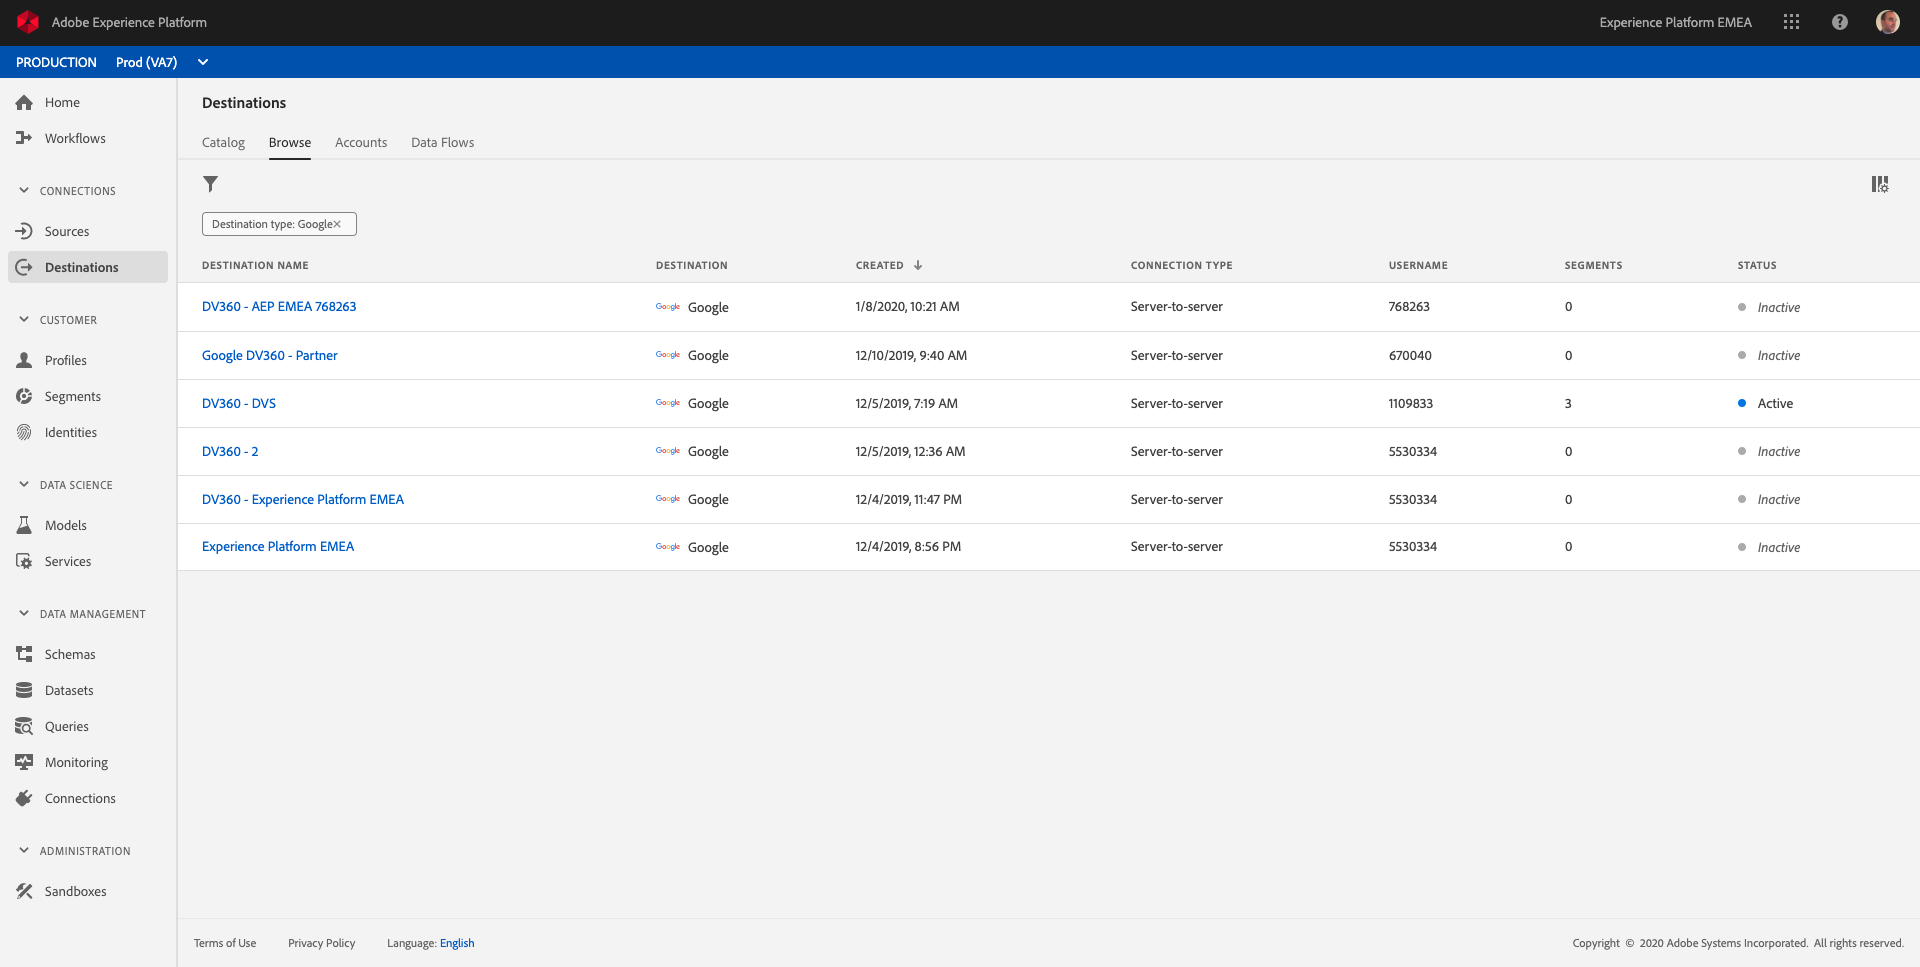 Adobe Experience Platform
Experience Platform EMEA
PRODUCTION Prod (VA7)
Home
Workflows
CONNECTIONS
Sources
Destinations
CUSTOMER
Profiles
Segments
Identities
DATA SCIENCE
Models
Services
DATA MANAGEMENT
Schemas
Datasets
Queries
Monitoring
Connections
ADMINISTRATION
Sandboxes
Destinations
Catalog Browse Accounts Data Flows
Destination type: Google×
DESTINATION NAME DESTINATION CREATED ↓ CONNECTION TYPE USERNAME SEGMENTS STATUS
DV360 - AEP EMEA 768263 Google Google 1/8/2020, 10:21 AM Server-to-server 768263 0 Inactive
Google DV360 - Partner Google Google 12/10/2019, 9:40 AM Server-to-server 670040 0 Inactive
DV360 - DVS Google Google 12/5/2019, 7:19 AM Server-to-server 1109833 3 Active
DV360 - 2 Google Google 12/5/2019, 12:36 AM Server-to-server 5530334 0 Inactive
DV360 - Experience Platform EMEA Google Google 12/4/2019, 11:47 PM Server-to-server 5530334 0 Inactive
Experience Platform EMEA Google Google 12/4/2019, 8:56 PM Server-to-server 5530334 0 Inactive
Terms of Use Privacy Policy Language: English
Copyright © 2020 Adobe Systems Incorporated. All rights reserved.